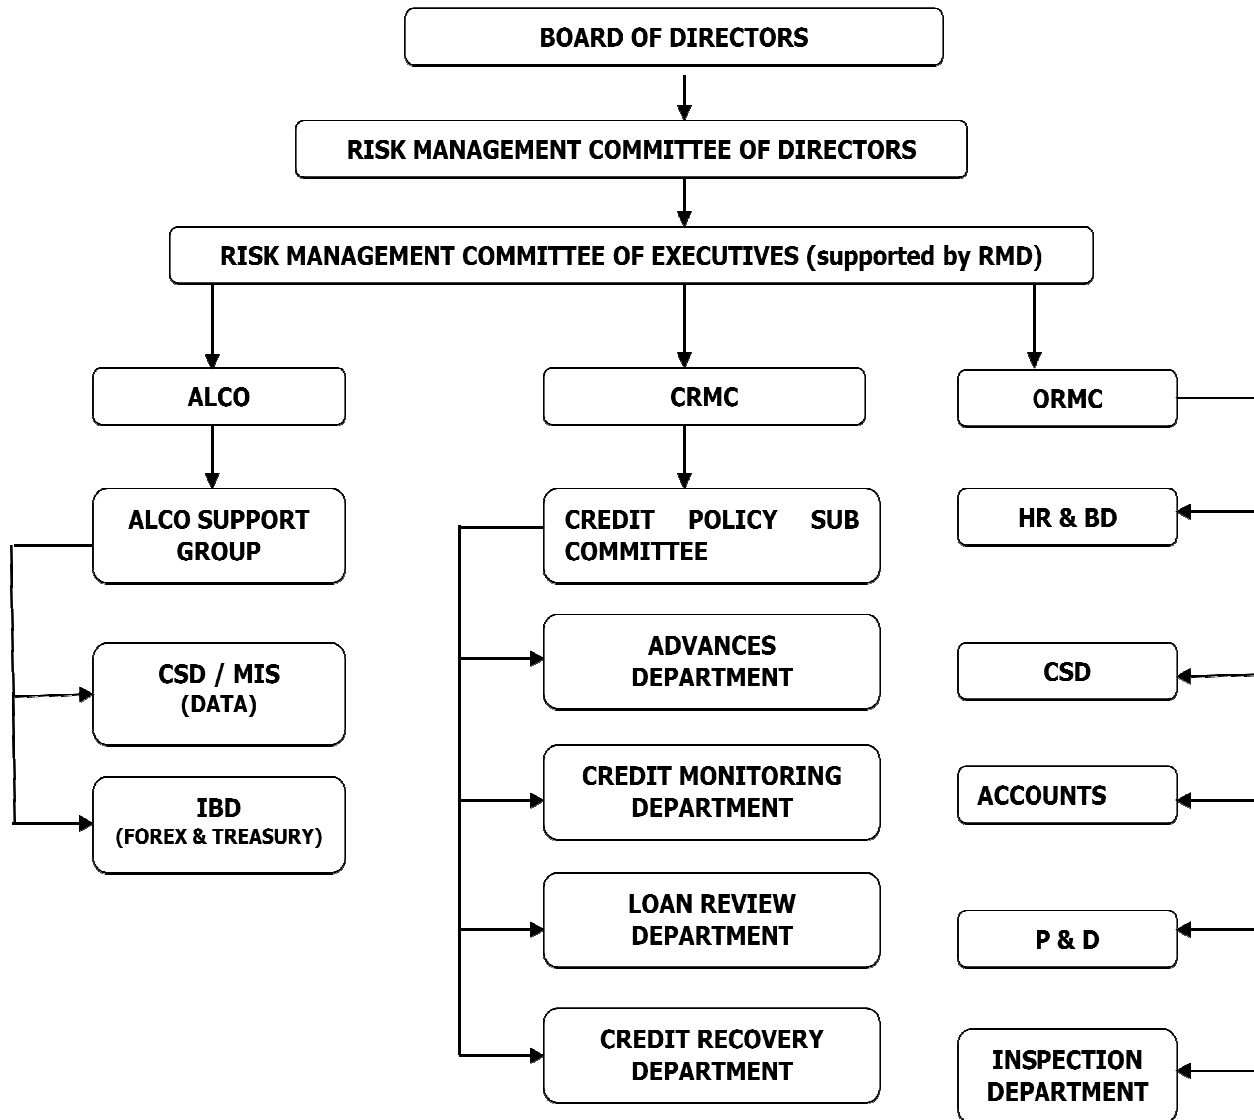 BOARD OF DIRECTORS
RISK MANAGEMENT COMMITTEE OF DIRECTORS
RISK MANAGEMENT COMMITTEE OF EXECUTIVES (supported by RMD)
ALCO
CRMC
ORMC
ALCO SUPPORT
GROUP
CREDIT POLICY SUB
COMMITTEE
HR & BD
CSD / MIS
(DATA)
ADVANCES
DEPARTMENT
CSD
IBD
(FOREX & TREASURY)
CREDIT MONITORING
DEPARTMENT
ACCOUNTS
LOAN REVIEW
DEPARTMENT
P & D
CREDIT RECOVERY
DEPARTMENT
INSPECTION
DEPARTMENT